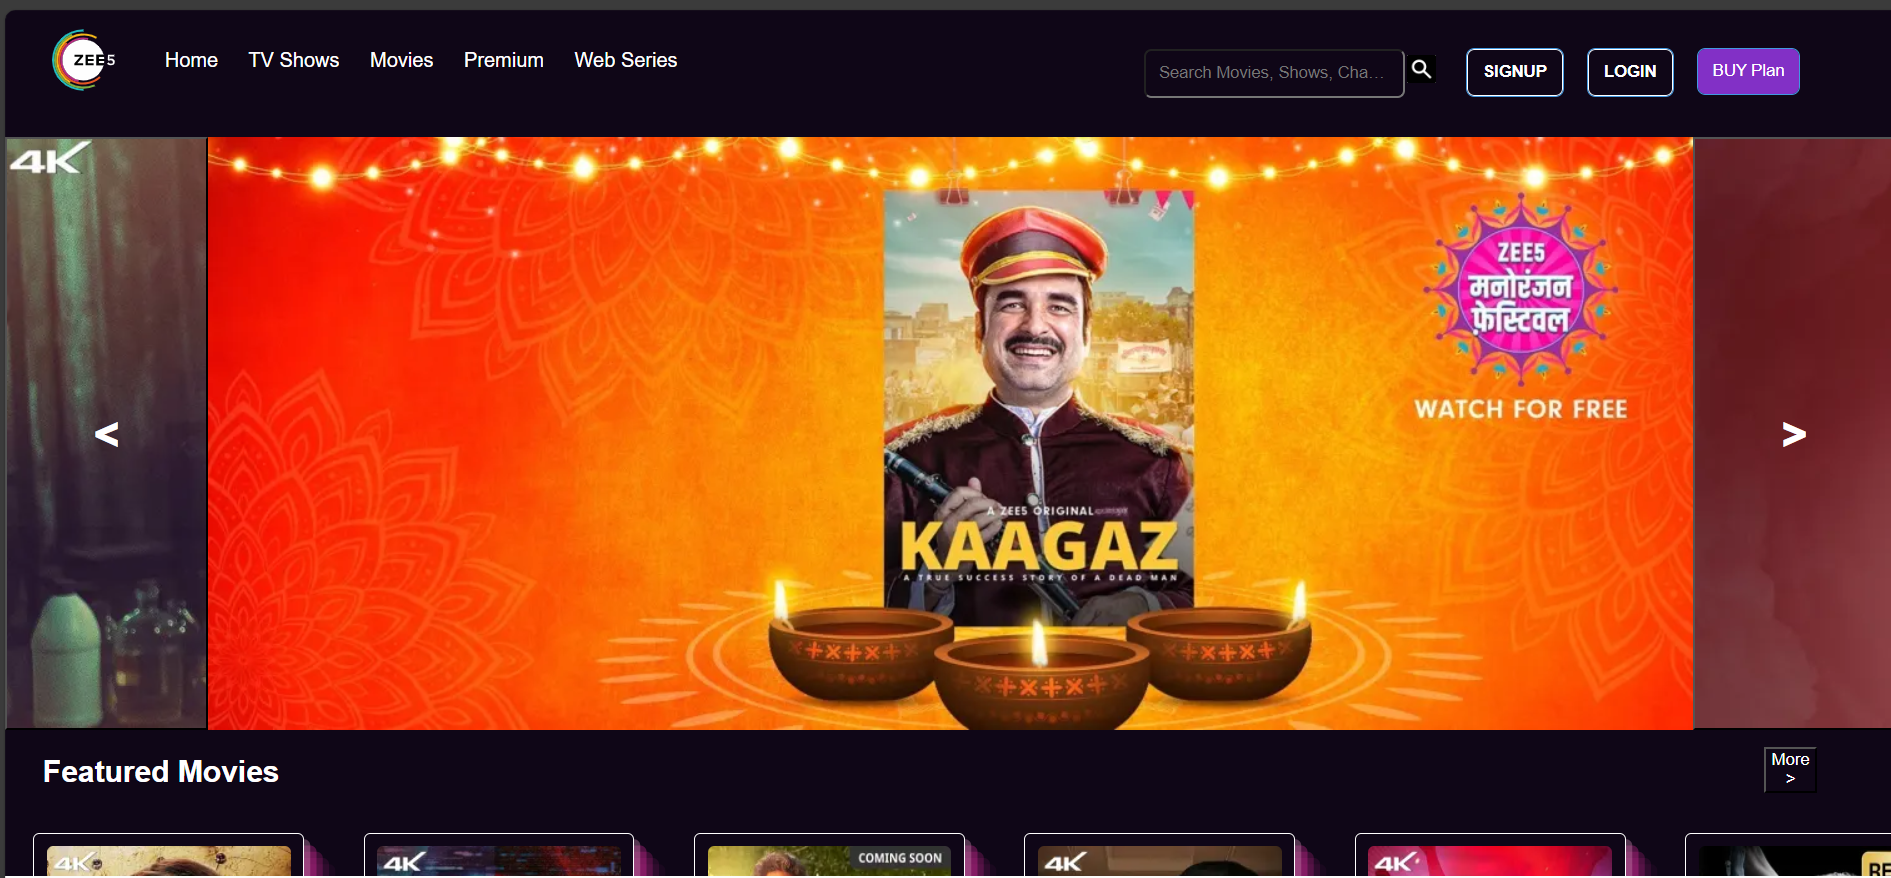 ZEE5
Home
TV Shows
Movies
Premium
Web Series
Search Movies, Shows, Cha...
SIGNUP
LOGIN
BUY Plan
4K
<
ZEE5
मनोरंजन
फ़ेस्टिवल
WATCH FOR FREE
A ZEE5 ORIGINAL
KAAGAZ
A TRUE SUCCESS STORY OF A DEAD MAN
>
Featured Movies
More
>
4K
4K
COMING SOON
4K
4K